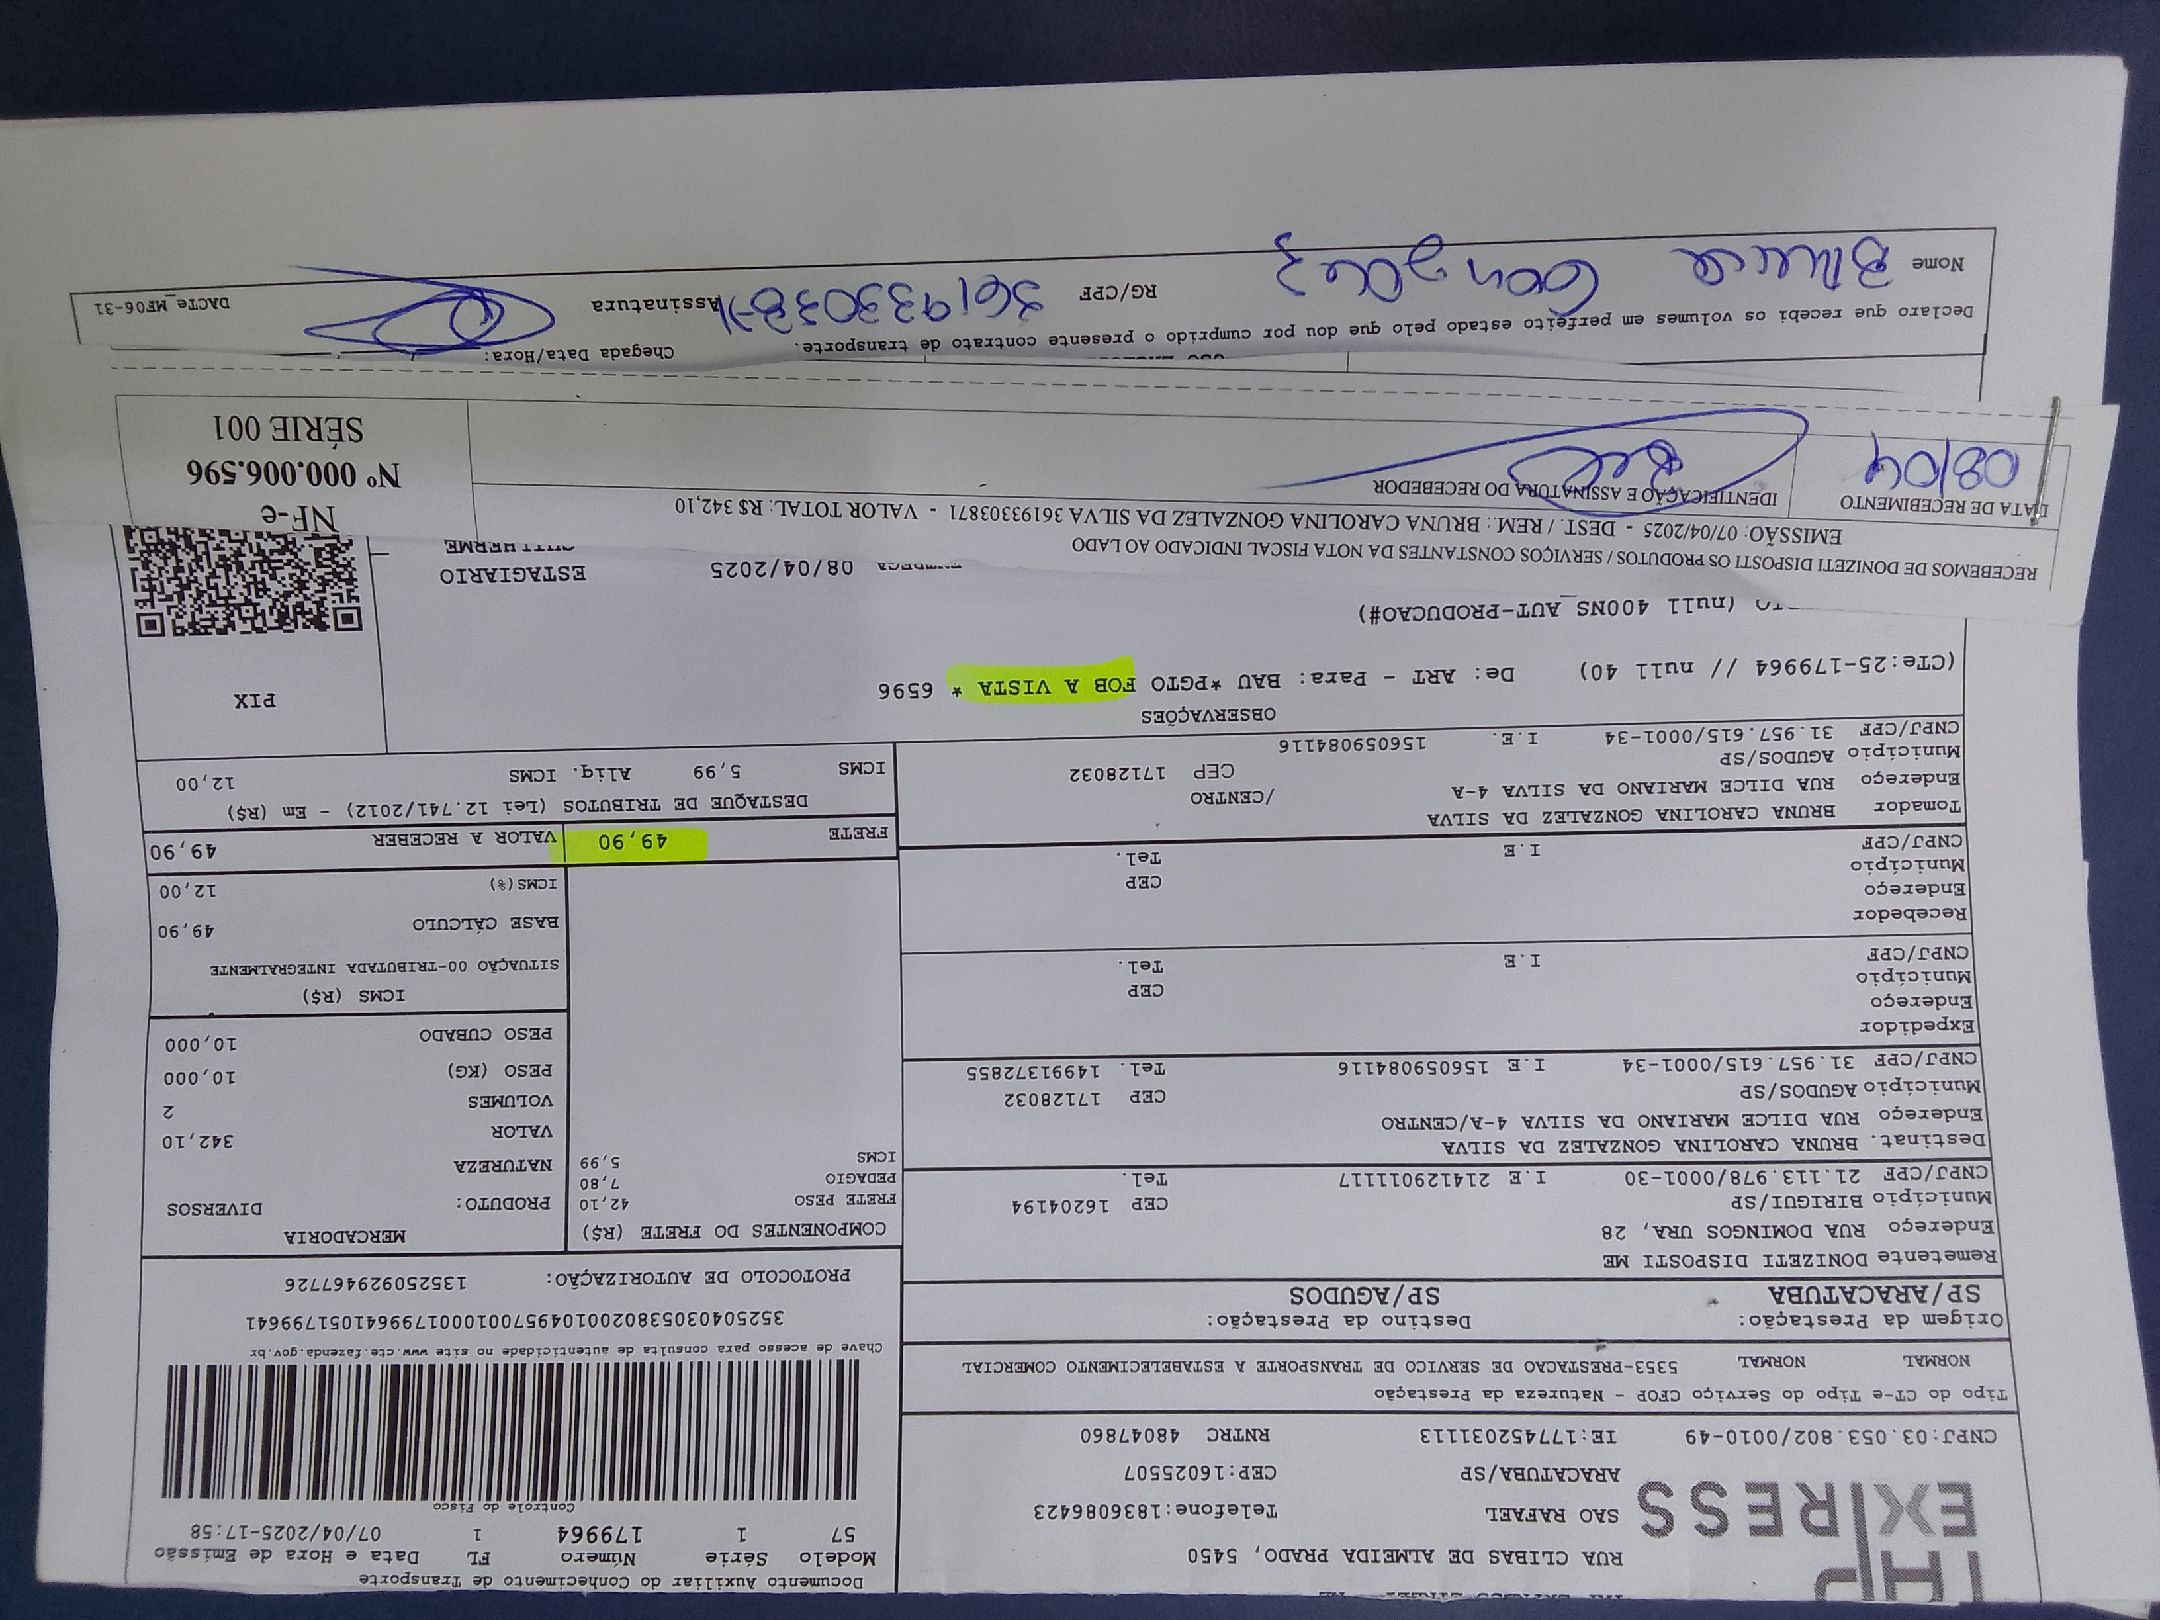 THP
EXPRESS
RUA CLIBAS DE ALMEIDA PRADO, 5450
SAO RAFAEL Telefone:1836086423
ARACATUBA/SP CEP:16025507
CNPJ:03.053.802/0010-49 IE:177452031113 RNTRC 48047860
Documento Auxiliar do Conhecimento de Transporte
Modelo Série Número FL Data e Hora de Emissão
57 1 179964 1 07/04/2025-17:58
Controle do Fisco
Chave de acesso para consulta de autenticidade no site www.cte.fazenda.gov.br
35250403053802001049570010001799641051799641
PROTOCOLO DE AUTORIZAÇÃO: 135250929467726
Tipo do CT-e Tipo do Serviço CFOP - Natureza da Prestação
NORMAL NORMAL 5353-PRESTACAO DE SERVICO DE TRANSPORTE A ESTABELECIMENTO COMERCIAL
Origem da Prestação: Destino da Prestação:
SP/ARACATUBA SP/AGUDOS
Remetente DONIZETI DISPOSTI ME
Endereço RUA DOMINGOS URA, 28
Município BIRIGUI/SP CEP 16204194
CNPJ/CPF 21.113.978/0001-30 I.E 214129011117 Tel.
Destinat. BRUNA CAROLINA GONZALEZ DA SILVA
Endereço RUA DILCE MARIANO DA SILVA 4-A/CENTRO
Município AGUDOS/SP CEP 17128032
CNPJ/CPF 31.957.615/0001-34 I.E 156059084116 Tel. 14991372855
Expedidor
Endereço
Município CEP
CNPJ/CPF I.E Tel.
Recebedor
Endereço
Município CEP
CNPJ/CPF I.E Tel.
Tomador BRUNA CAROLINA GONZALEZ DA SILVA
Endereço RUA DILCE MARIANO DA SILVA 4-A /CENTRO
Município AGUDOS/SP CEP 17128032
CNPJ/CPF 31.957.615/0001-34 I.E. 156059084116
COMPONENTES DO FRETE (R$)
FRETE PESO 42,10
PEDAGIO 7,80
ICMS 5,99
MERCADORIA
PRODUTO: DIVERSOS
NATUREZA
VALOR 342,10
VOLUMES 2
PESO (KG) 10,000
PESO CUBADO 10,000
ICMS (R$)
SITUAÇÃO 00-TRIBUTADA INTEGRALMENTE
BASE CÁLCULO 49,90
ICMS(%) 12,00
FRETE 49,90 VALOR A RECEBER 49,90
DESTAQUE DE TRIBUTOS (Lei 12.741/2012) - Em (R$)
ICMS 5,99 Aliq. ICMS 12,00
OBSERVAÇÕES
(CTe:25-179964 // null 40) De: ART - Para: BAU *PGTO FOB A VISTA * 6596
(null 400NS_AUT-PRODUCAO#)
PIX
08/04/2025 ESTAGIARIO
GUILHERME
RECEBEMOS DE DONIZETI DISPOSTI OS PRODUTOS / SERVIÇOS CONSTANTES DA NOTA FISCAL INDICADO AO LADO
EMISSÃO: 07/04/2025 - DEST. / REM.: BRUNA CAROLINA GONZALEZ DA SILVA 36193303871 - VALOR TOTAL: R$ 342,10
DATA DE RECEBIMENTO IDENTIFICAÇÃO E ASSINATURA DO RECEBEDOR
08/04
NF-e
Nº 000.006.596
SÉRIE 001
Chegada Data/Hora:
Declaro que recebi os volumes em perfeito estado pelo que dou por cumprido o presente contrato de transporte.
Nome Bruna Gonzalez RG/CPF 361933038-71 Assinatura DACTe_MF06-31